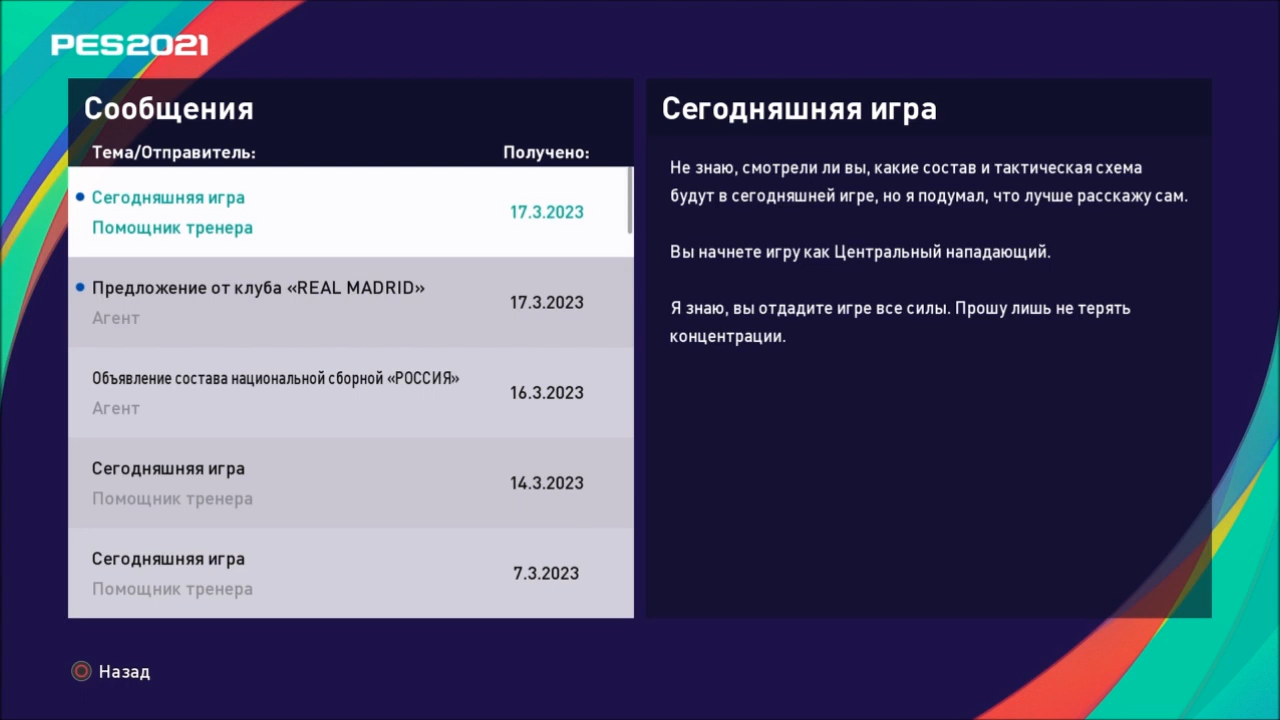 PES2021
Сообщения
Тема/Отправитель:
Получено:
Сегодняшняя игра
Помощник тренера
17.3.2023
Предложение от клуба «REAL MADRID»
Агент
17.3.2023
Объявление состава национальной сборной «РОССИЯ»
Агент
16.3.2023
Сегодняшняя игра
Помощник тренера
14.3.2023
Сегодняшняя игра
Помощник тренера
7.3.2023
Сегодняшняя игра
Не знаю, смотрели ли вы, какие состав и тактическая схема
будут в сегодняшней игре, но я подумал, что лучше расскажу сам.
Вы начнете игру как Центральный нападающий.
Я знаю, вы отдадите игре все силы. Прошу лишь не терять
концентрации.
Назад